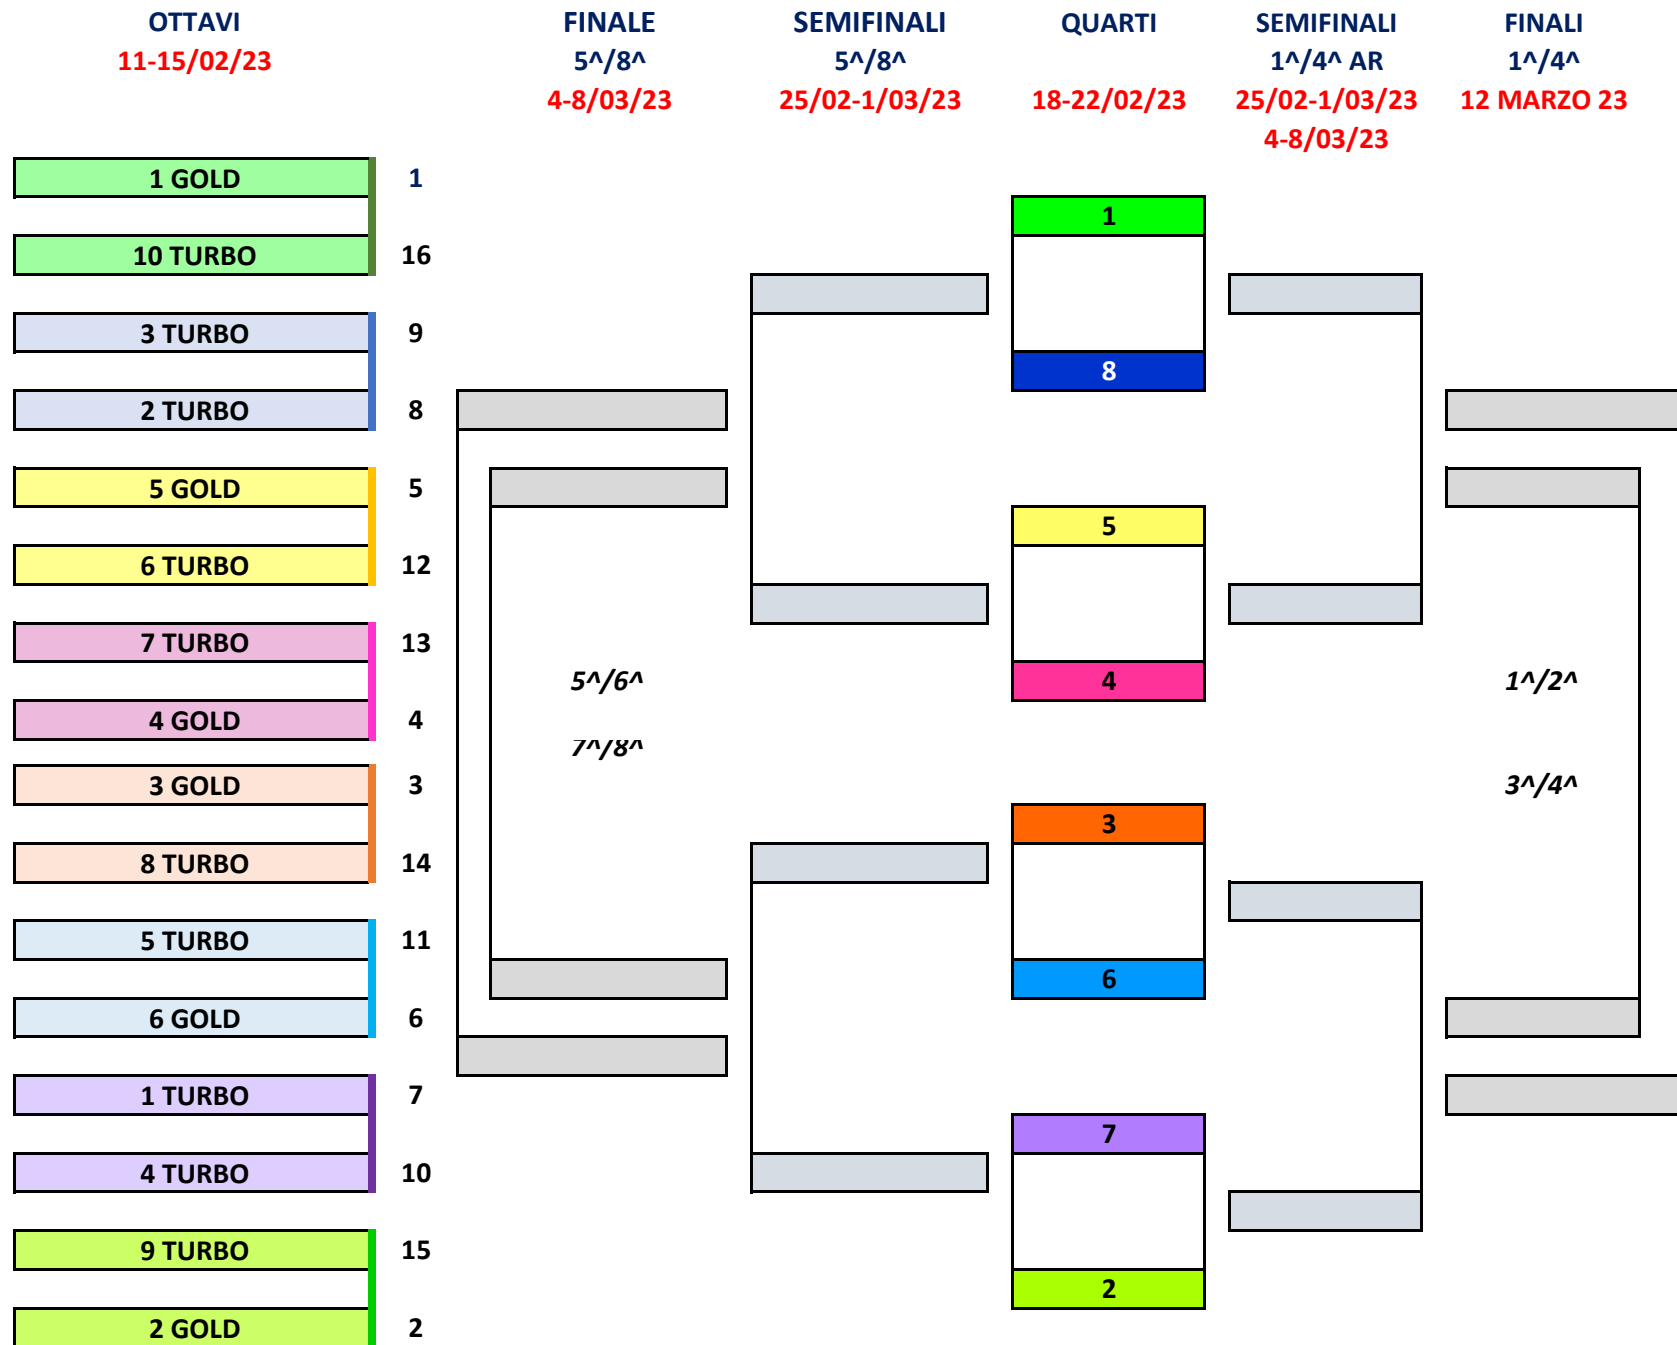 OTTAVI
11-15/02/23
FINALE
5^/8^
4-8/03/23
SEMIFINALI
5^/8^
25/02-1/03/23
QUARTI
18-22/02/23
SEMIFINALI
1^/4^ AR
25/02-1/03/23
4-8/03/23
FINALI
1^/4^
12 MARZO 23
1 GOLD 1
10 TURBO 16
3 TURBO 9
2 TURBO 8
5 GOLD 5
6 TURBO 12
7 TURBO 13
4 GOLD 4
3 GOLD 3
8 TURBO 14
5 TURBO 11
6 GOLD 6
1 TURBO 7
4 TURBO 10
9 TURBO 15
2 GOLD 2
5^/6^
7^/8^
1
8
5
4
3
6
7
2
1^/2^
3^/4^